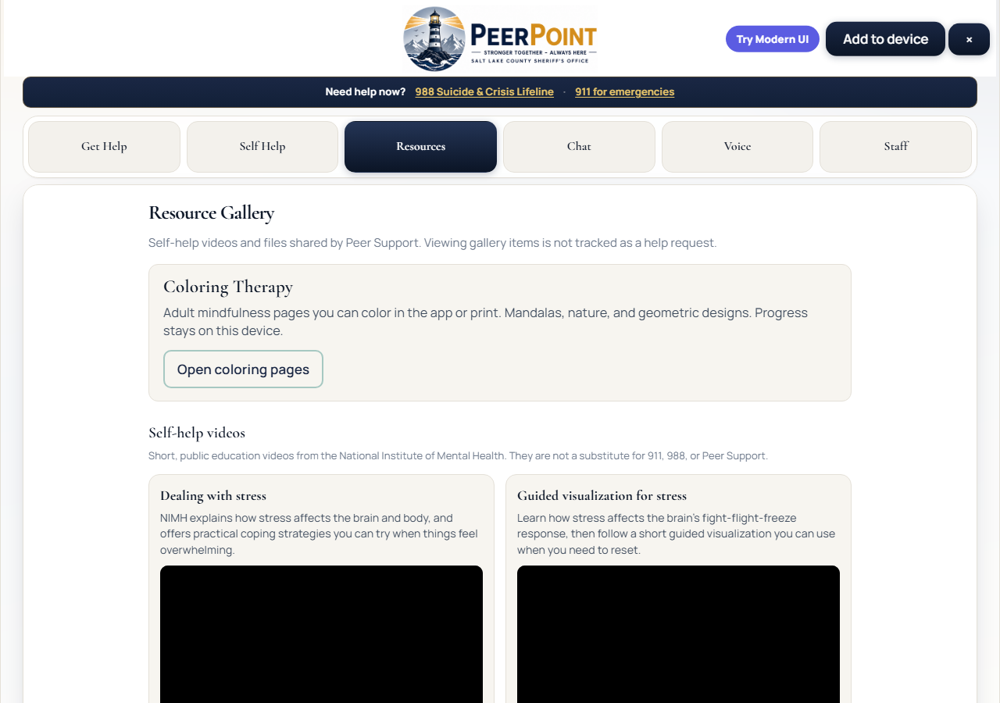 PEERPOINT
STRONGER TOGETHER – ALWAYS HERE
SALT LAKE COUNTY SHERIFF'S OFFICE
Try Modern UI
Add to device
×
Need help now? 988 Suicide & Crisis Lifeline · 911 for emergencies
Get Help
Self Help
Resources
Chat
Voice
Staff
Resource Gallery
Self-help videos and files shared by Peer Support. Viewing gallery items is not tracked as a help request.
Coloring Therapy
Adult mindfulness pages you can color in the app or print. Mandalas, nature, and geometric designs. Progress
stays on this device.
Open coloring pages
Self-help videos
Short, public education videos from the National Institute of Mental Health. They are not a substitute for 911, 988, or Peer Support.
Dealing with stress
NIMH explains how stress affects the brain and body, and
offers practical coping strategies you can try when things feel
overwhelming.
Guided visualization for stress
Learn how stress affects the brain's fight-flight-freeze
response, then follow a short guided visualization you can use
when you need to reset.